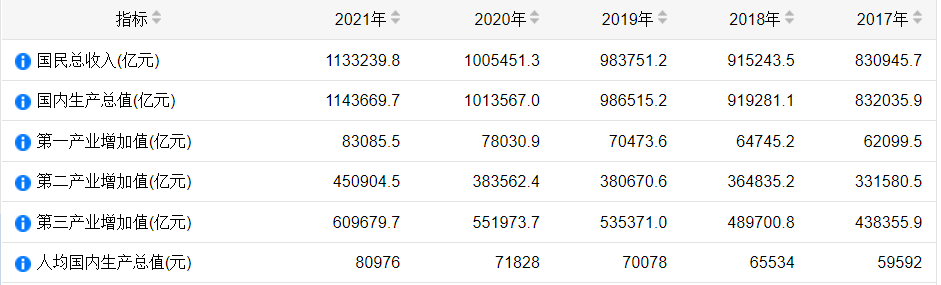 指标 2021年 2020年 2019年 2018年 2017年
国民总收入(亿元) 1133239.8 1005451.3 983751.2 915243.5 830945.7
国内生产总值(亿元) 1143669.7 1013567.0 986515.2 919281.1 832035.9
第一产业增加值(亿元) 83085.5 78030.9 70473.6 64745.2 62099.5
第二产业增加值(亿元) 450904.5 383562.4 380670.6 364835.2 331580.5
第三产业增加值(亿元) 609679.7 551973.7 535371.0 489700.8 438355.9
人均国内生产总值(元) 80976 71828 70078 65534 59592